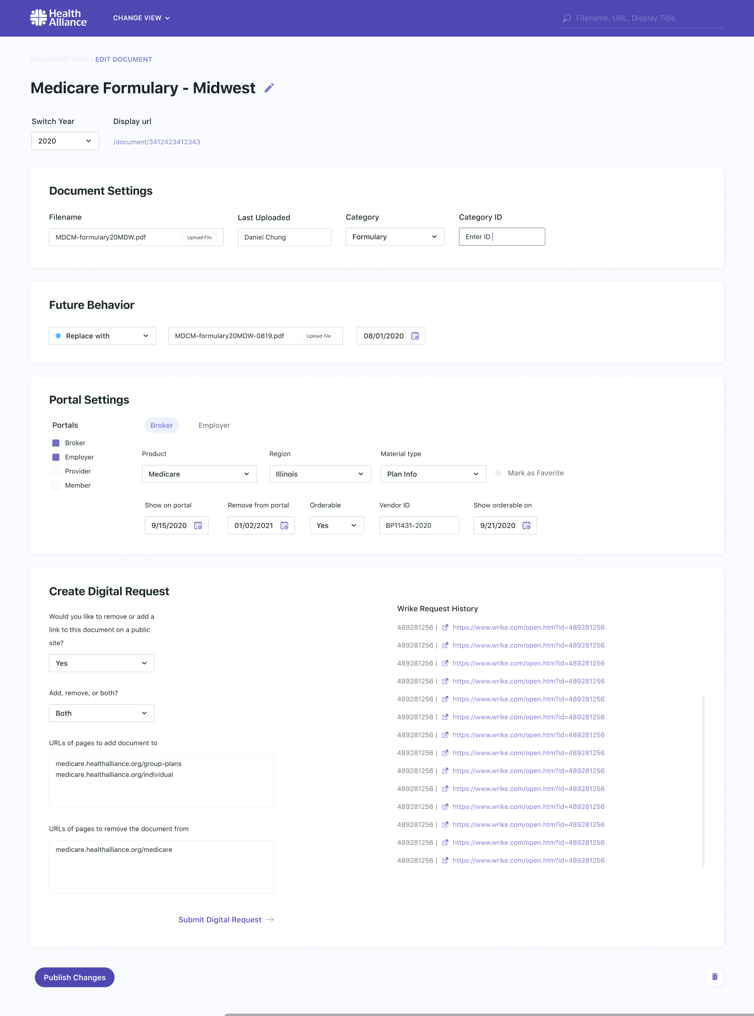 Health
Alliance
CHANGE VIEW
Filename, URL, Display Title
DOCUMENT VIEW / EDIT DOCUMENT
Medicare Formulary - Midwest
Switch Year
Display url
2020
/document/3412423412343
Document Settings
Filename
Last Uploaded
Category
Category ID
MDCM-formulary20MDW.pdf
Upload File
Daniel Chung
Formulary
Enter ID
Future Behavior
Replace with
MDCM-formulary20MDW-0819.pdf
Upload File
08/01/2020
Portal Settings
Portals
Broker
Employer
Provider
Member
Broker
Employer
Product
Region
Material type
Medicare
Illinois
Plan Info
Mark as Favorite
Show on portal
Remove from portal
Orderable
Vendor ID
Show orderable on
9/15/2020
01/02/2021
Yes
BP11431-2020
9/21/2020
Create Digital Request
Would you like to remove or add a
link to this document on a public
site?
Yes
Add, remove, or both?
Both
URLs of pages to add document to
medicare.healthalliance.org/group-plans
medicare.healthalliance.org/individual
URLs of pages to remove the document from
medicare.healthalliance.org/medicare
Submit Digital Request
Wrike Request History
489281256 | https://www.wrike.com/open.htm?id=489281256
489281256 | https://www.wrike.com/open.htm?id=489281256
489281256 | https://www.wrike.com/open.htm?id=489281256
489281256 | https://www.wrike.com/open.htm?id=489281256
489281256 | https://www.wrike.com/open.htm?id=489281256
489281256 | https://www.wrike.com/open.htm?id=489281256
489281256 | https://www.wrike.com/open.htm?id=489281256
489281256 | https://www.wrike.com/open.htm?id=489281256
489281256 | https://www.wrike.com/open.htm?id=489281256
489281256 | https://www.wrike.com/open.htm?id=489281256
489281256 | https://www.wrike.com/open.htm?id=489281256
489281256 | https://www.wrike.com/open.htm?id=489281256
489281256 | https://www.wrike.com/open.htm?id=489281256
489281256 | https://www.wrike.com/open.htm?id=489281256
Publish Changes